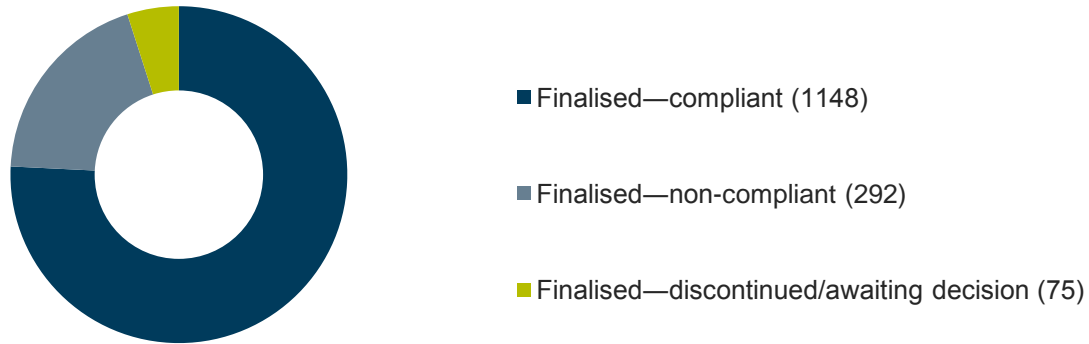 Finalised—compliant (1148)
Finalised—non-compliant (292)
Finalised—discontinued/awaiting decision (75)